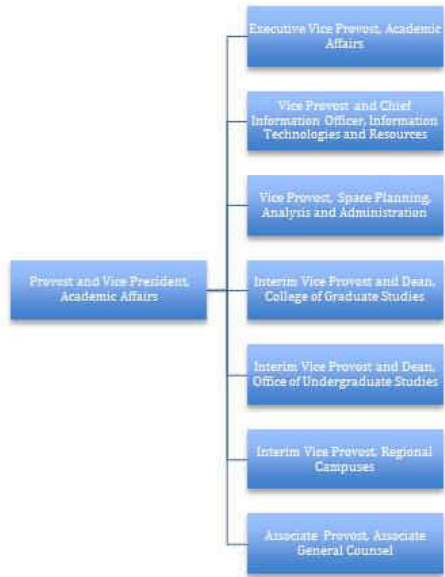 Provost and Vice President,
Academic Affairs
Executive Vice Provost, Academic
Affairs
Vice Provost and Chief
Information Officer, Information
Technologies and Resources
Vice Provost, Space Planning,
Analysis and Administration
Interim Vice Provost and Dean,
College of Graduate Studies
Interim Vice Provost and Dean,
Office of Undergraduate Studies
Interim Vice Provost, Regional
Campuses
Associate Provost, Associate
General Counsel